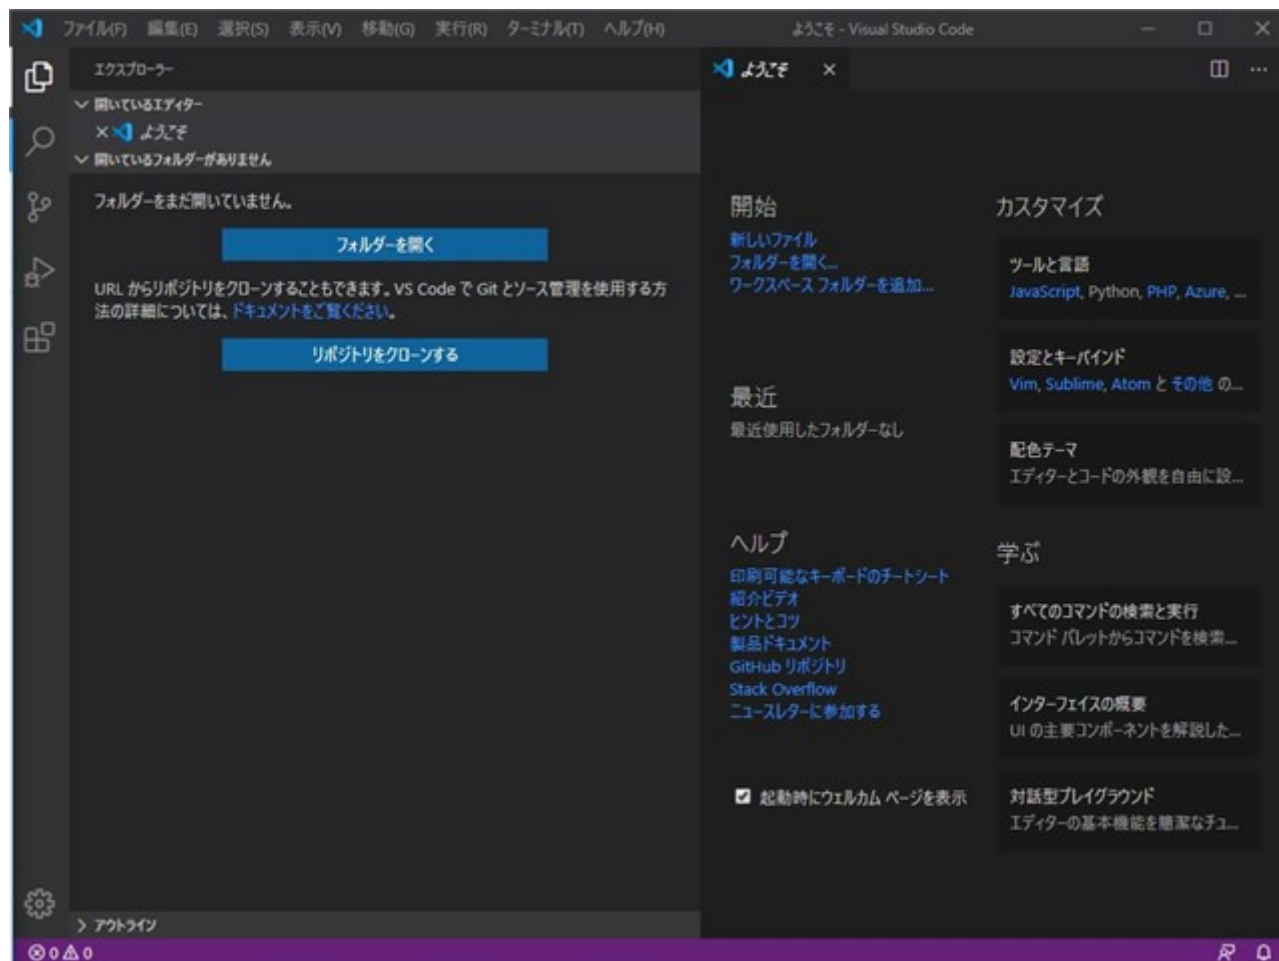 ファイル(F) 編集(E) 選択(S) 表示(V) 移動(G) 実行(R) ターミナル(T) ヘルプ(H) ようこそ - Visual Studio Code
エクスプローラー
開いているエディター
ようこそ
開いているフォルダーがありません
フォルダーをまだ開いていません。
フォルダーを開く
URL からリポジトリをクローンすることもできます。VS Code で Git とソース管理を使用する方
法の詳細については、ドキュメントをご覧ください。
リポジトリをクローンする
アウトライン
ようこそ
開始
新しいファイル
フォルダーを開く...
ワークスペース フォルダーを追加...
最近
最近使用したフォルダーなし
ヘルプ
印刷可能なキーボードのチートシート
紹介ビデオ
ヒントとコツ
製品ドキュメント
GitHub リポジトリ
Stack Overflow
ニュースレターに参加する
起動時にウェルカム ページを表示
カスタマイズ
ツールと言語
JavaScript, Python, PHP, Azure, ...
設定とキーバインド
Vim, Sublime, Atom と その他 の...
配色テーマ
エディターとコードの外観を自由に設...
学ぶ
すべてのコマンドの検索と実行
コマンド パレットからコマンドを検索...
インターフェイスの概要
UI の主要コンポーネントを解説した...
対話型プレイグラウンド
エディターの基本機能を簡潔なチュ...
0 0